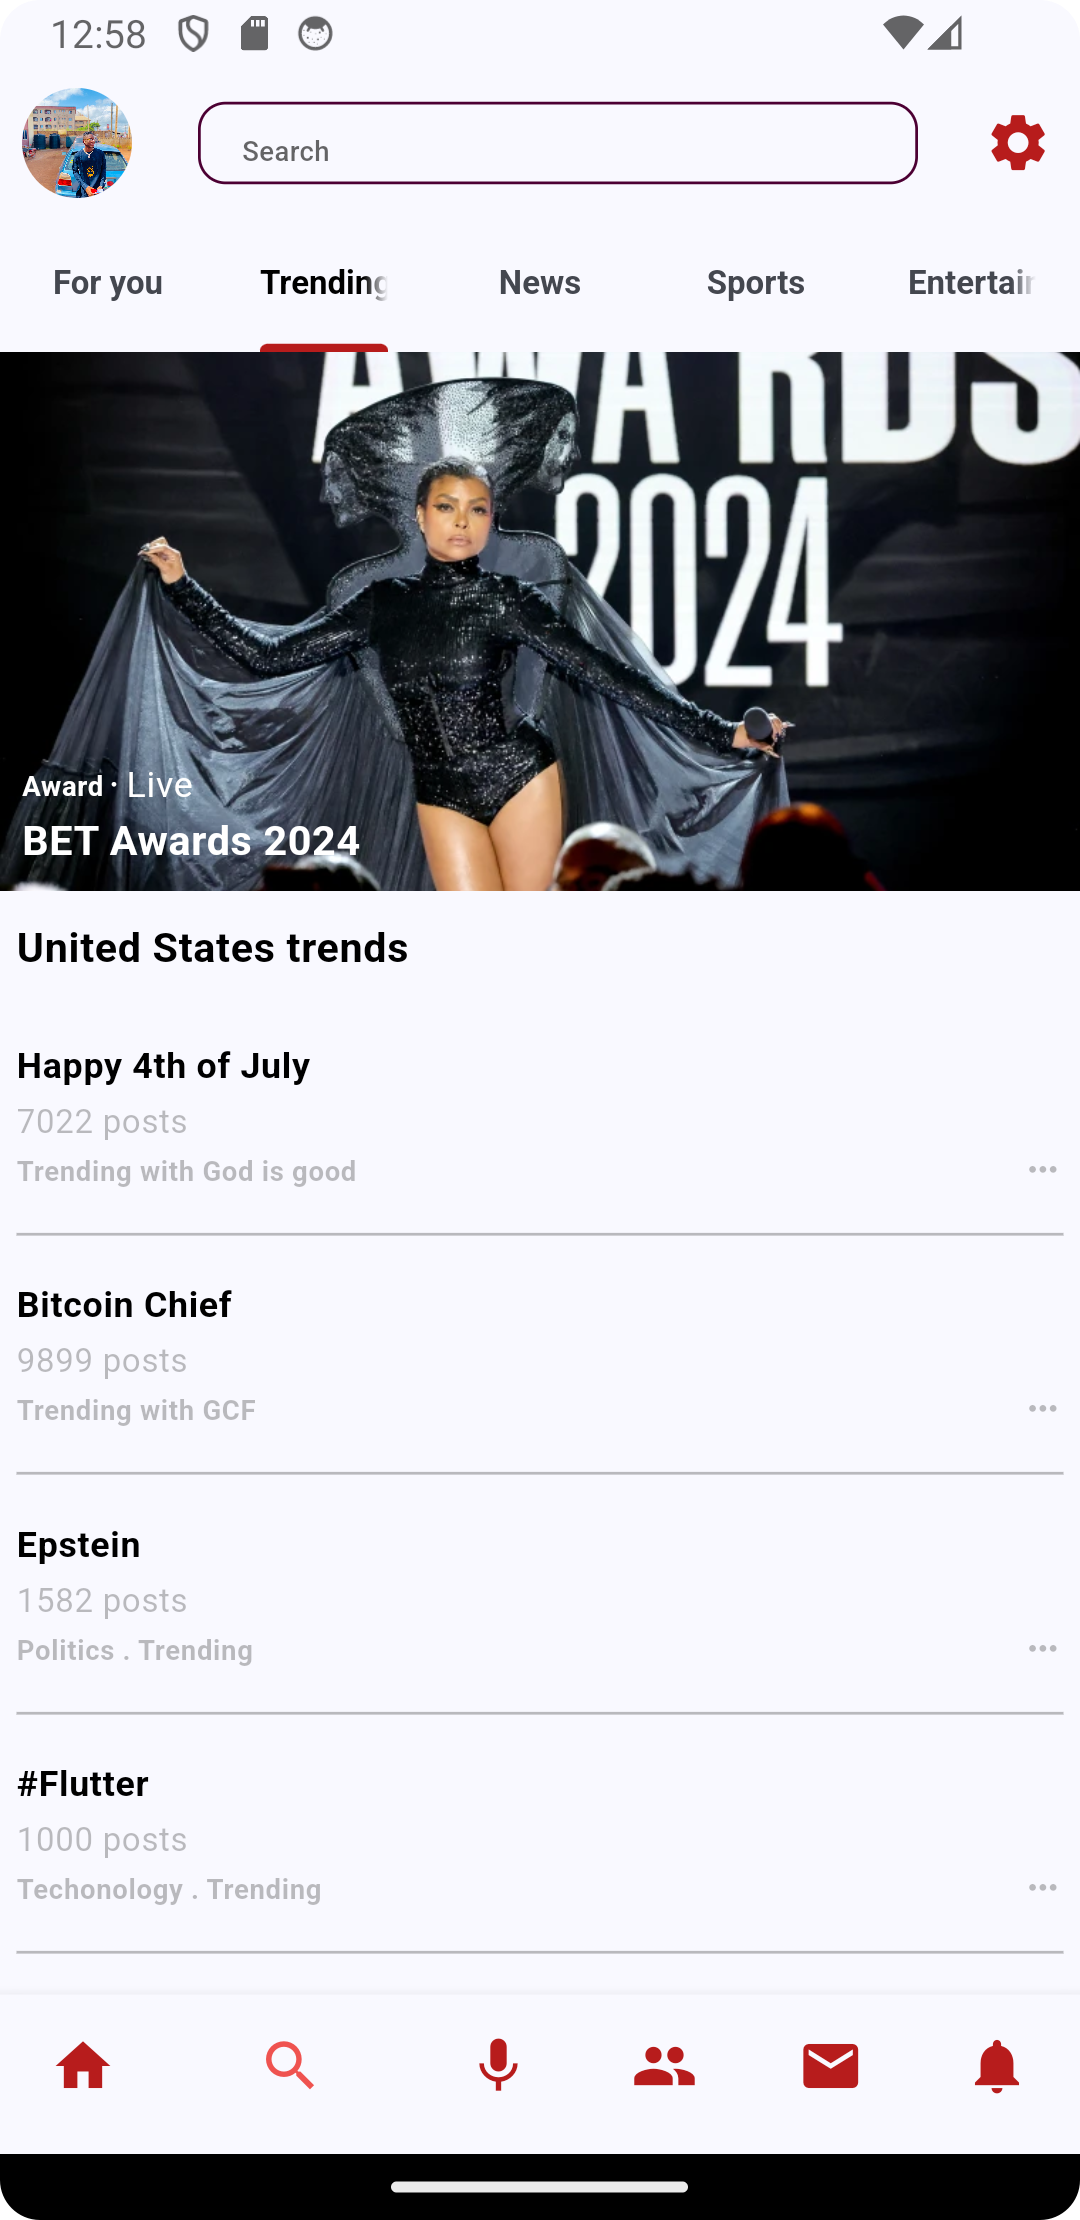 12:58
Search
For you
Trending
News
Sports
Entertain
AWARDS
2024
Award · Live
BET Awards 2024
United States trends
Happy 4th of July
7022 posts
Trending with God is good
Bitcoin Chief
9899 posts
Trending with GCF
Epstein
1582 posts
Politics . Trending
#Flutter
1000 posts
Techonology . Trending